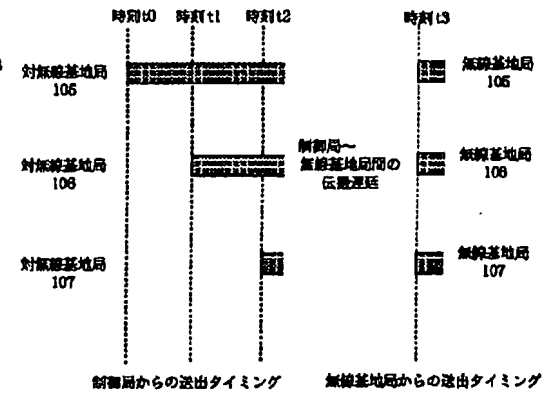 時刻t0 時刻t1 時刻t2 時刻t3
対無線基地局
105
無線基地局
105
対無線基地局
106
制御局～
無線基地局間の
伝搬遅延
無線基地局
106
対無線基地局
107
無線基地局
107
制御局からの送出タイミング
無線基地局からの送出タイミング